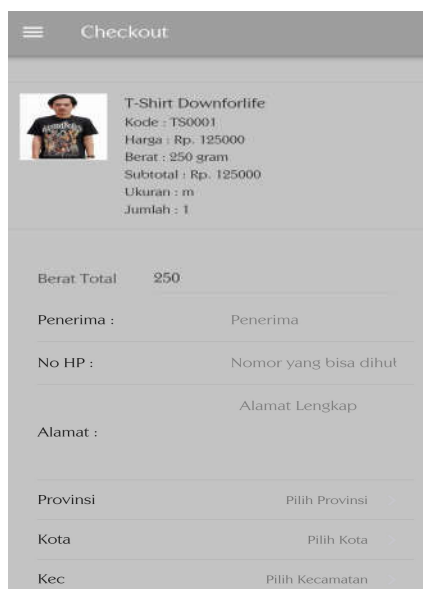 Checkout
T-Shirt Downforlife
Kode : TS0001
Harga : Rp. 125000
Berat : 250 gram
Subtotal : Rp. 125000
Ukuran : m
Jumlah : 1
Berat Total 250
Penerima : Penerima
No HP : Nomor yang bisa dihul
Alamat Lengkap
Alamat :
Provinsi Pilih Provinsi
Kota Pilih Kota
Kec Pilih Kecamatan